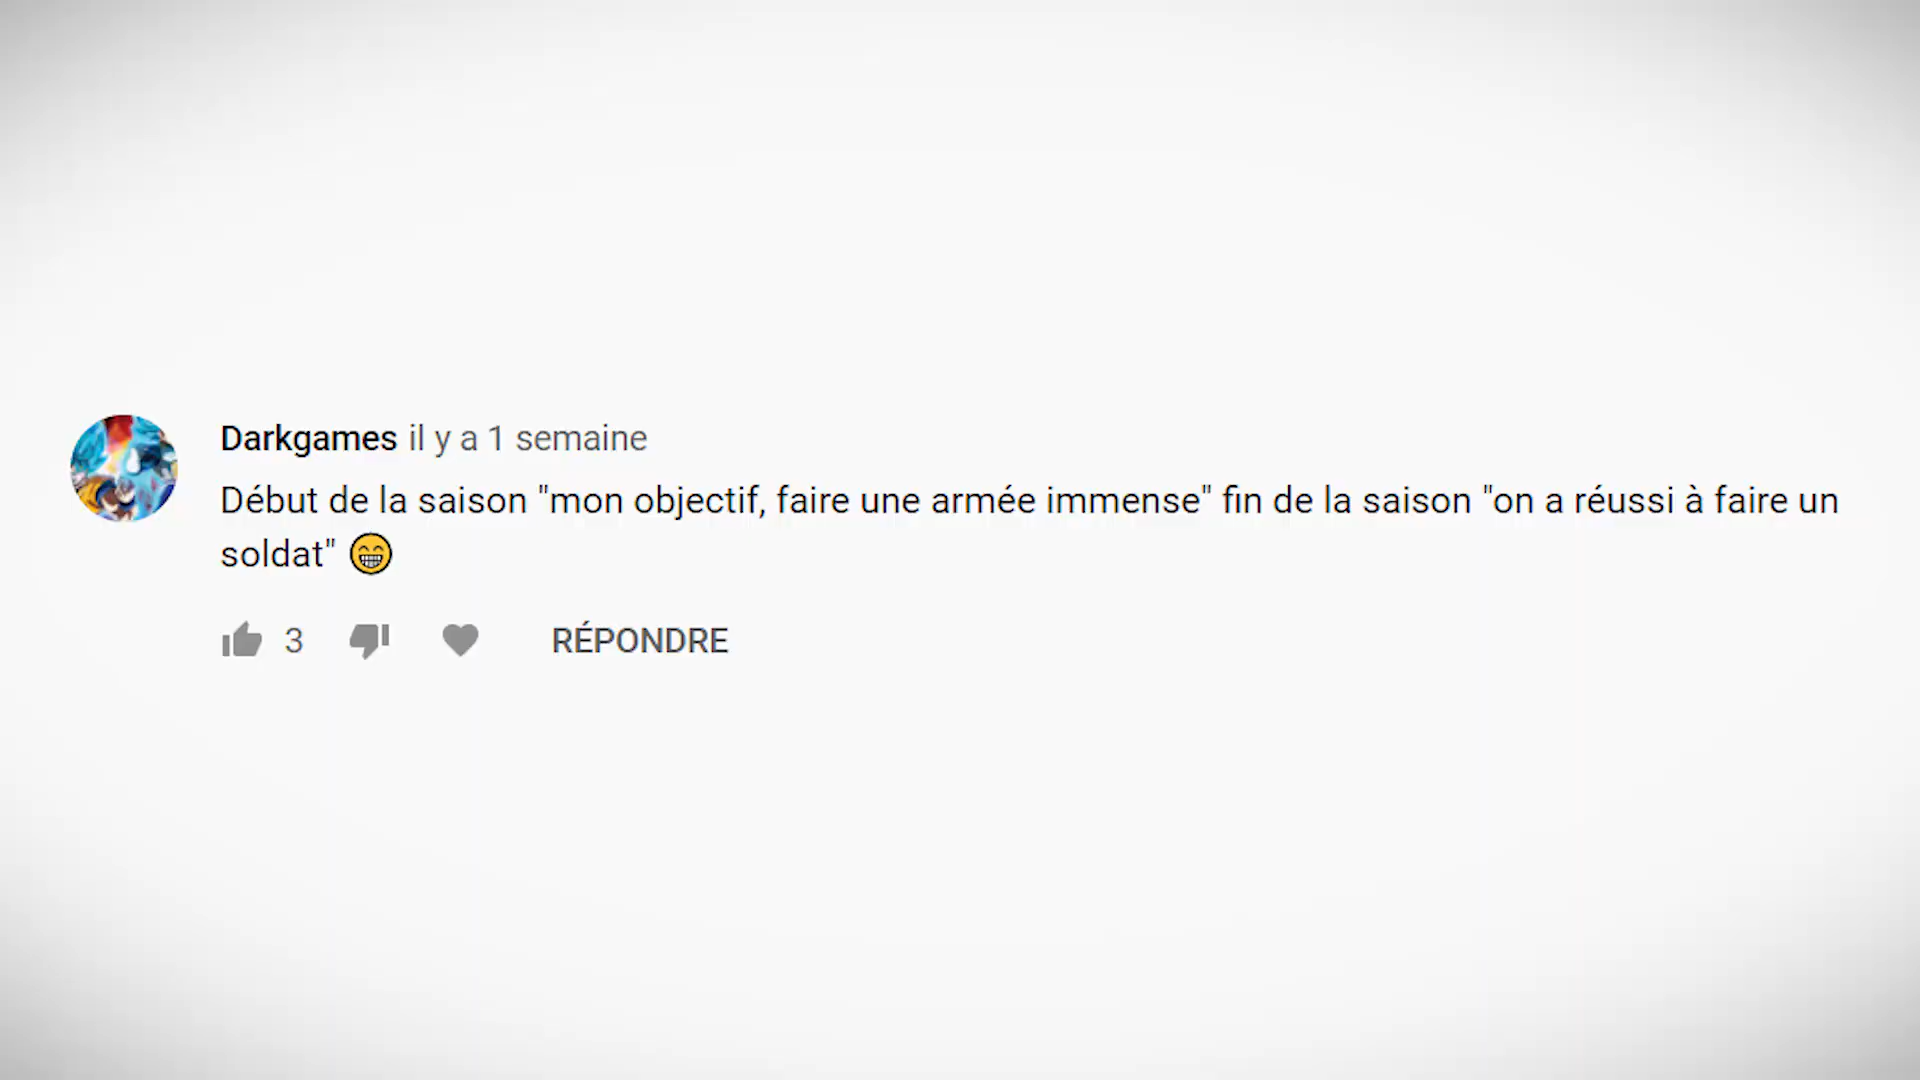 Darkgames il y a 1 semaine
Début de la saison "mon objectif, faire une armée immense" fin de la saison "on a réussi à faire un
soldat" 😁
3 RÉPONDRE